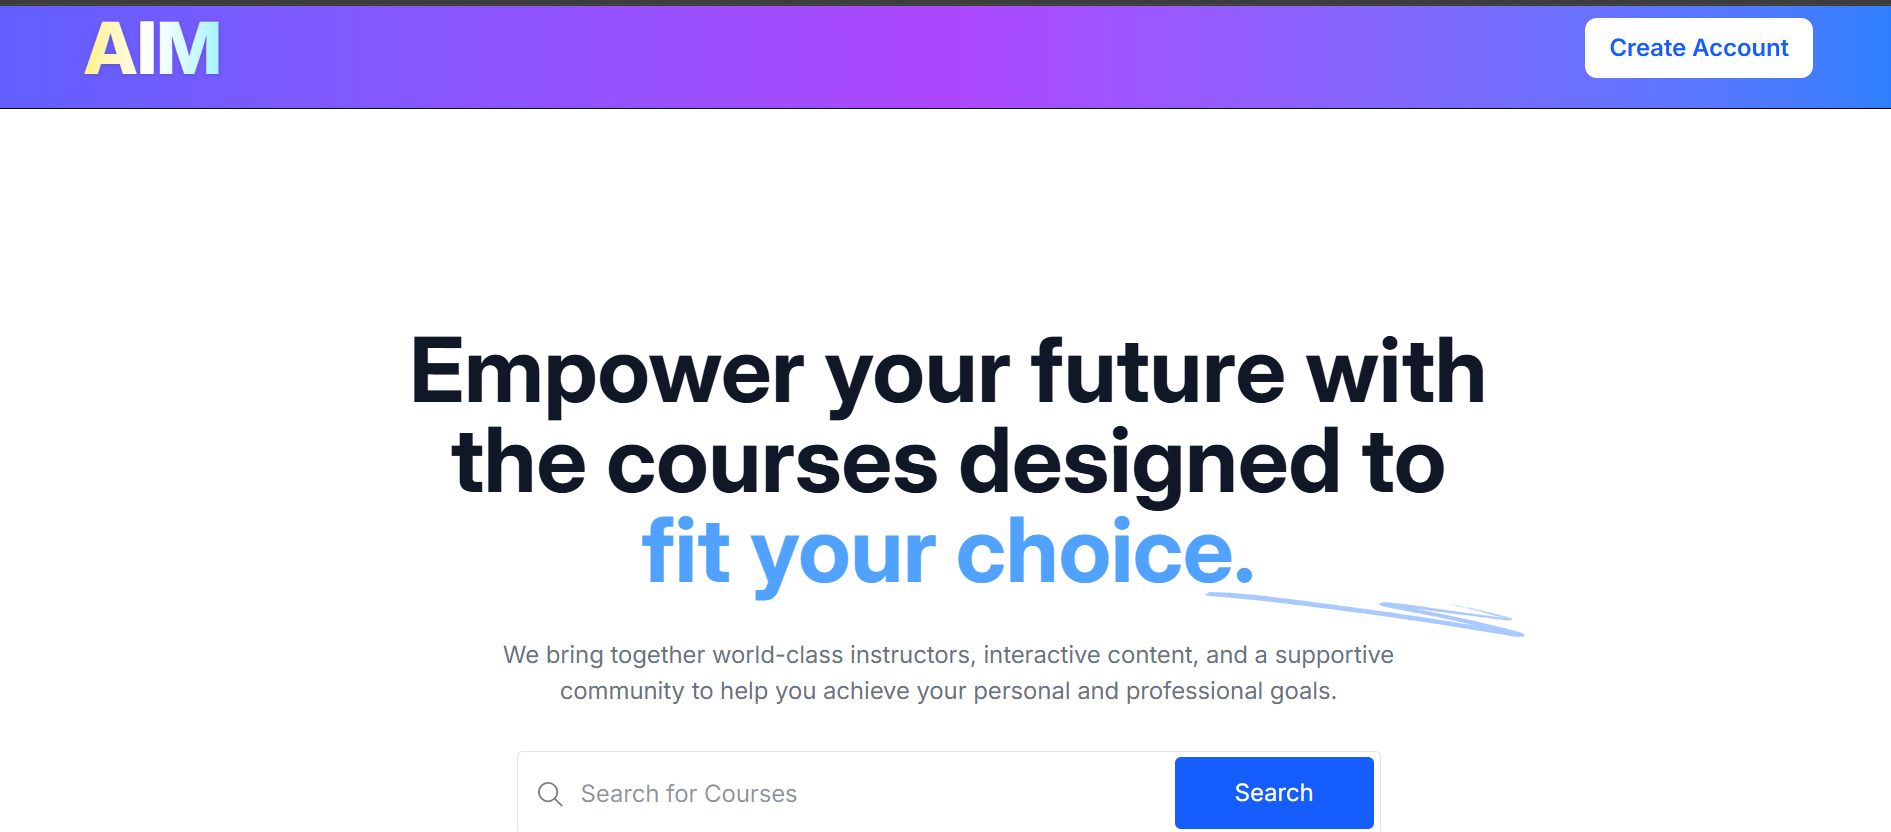 AIM
Create Account
Empower your future with
the courses designed to
fit your choice.
We bring together world-class instructors, interactive content, and a supportive
community to help you achieve your personal and professional goals.
Search for Courses
Search